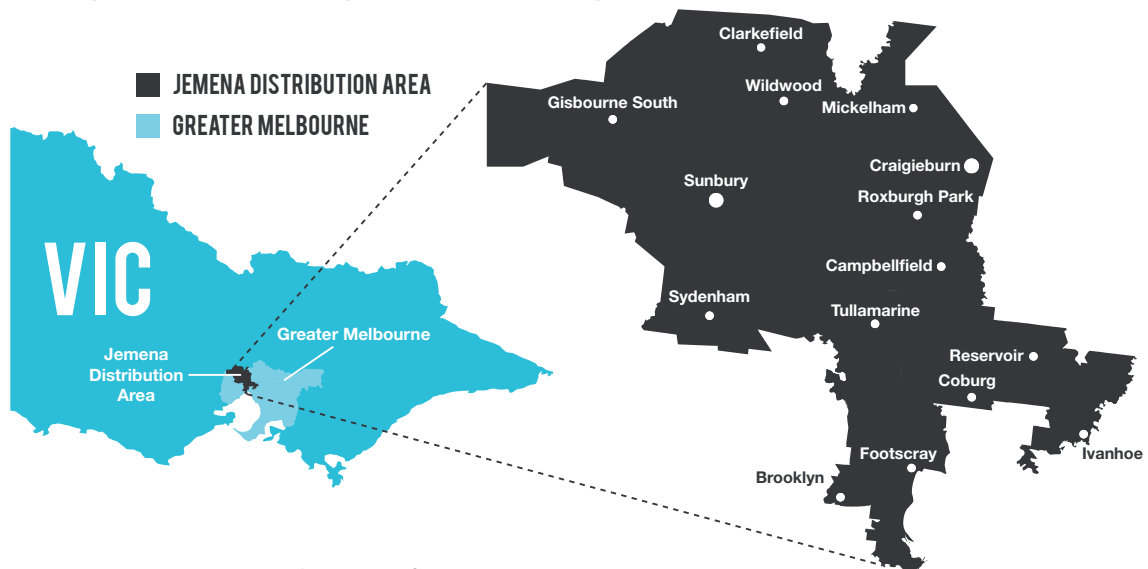 JEMENA DISTRIBUTION AREA
GREATER MELBOURNE
VIC
Greater Melbourne
Jemena
Distribution
Area
Clarkefield
Wildwood
Gisbourne South
Mickelham
Craigieburn
Sunbury
Roxburgh Park
Campbellfield
Sydenham
Tullamarine
Reservoir
Coburg
Footscray
Ivanhoe
Brooklyn